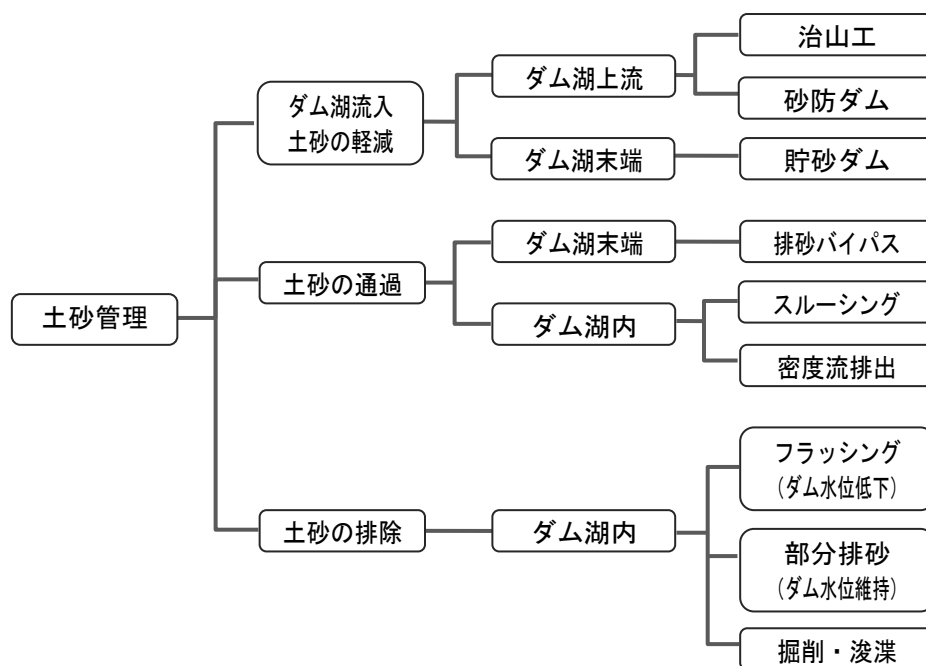 土砂管理
ダム湖流入
土砂の軽減
ダム湖上流
治山工
砂防ダム
ダム湖末端
貯砂ダム
土砂の通過
ダム湖末端
排砂バイパス
ダム湖内
スルーシング
密度流排出
土砂の排除
ダム湖内
フラッシング
(ダム水位低下)
部分排砂
(ダム水位維持)
掘削・浚渫